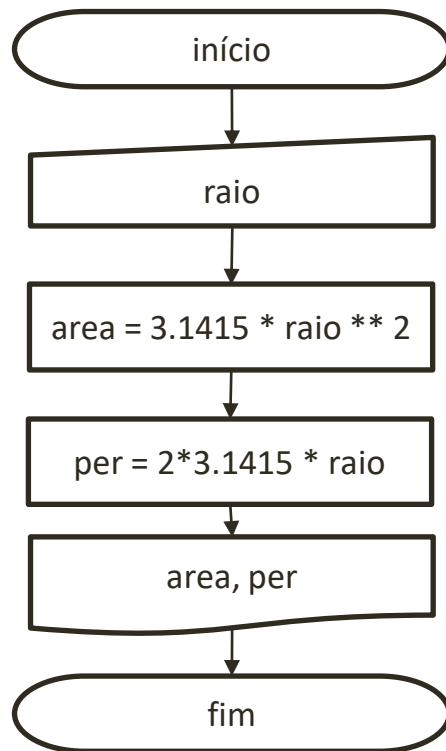 início
raio
area = 3.1415 * raio ** 2
per = 2*3.1415 * raio
area, per
fim